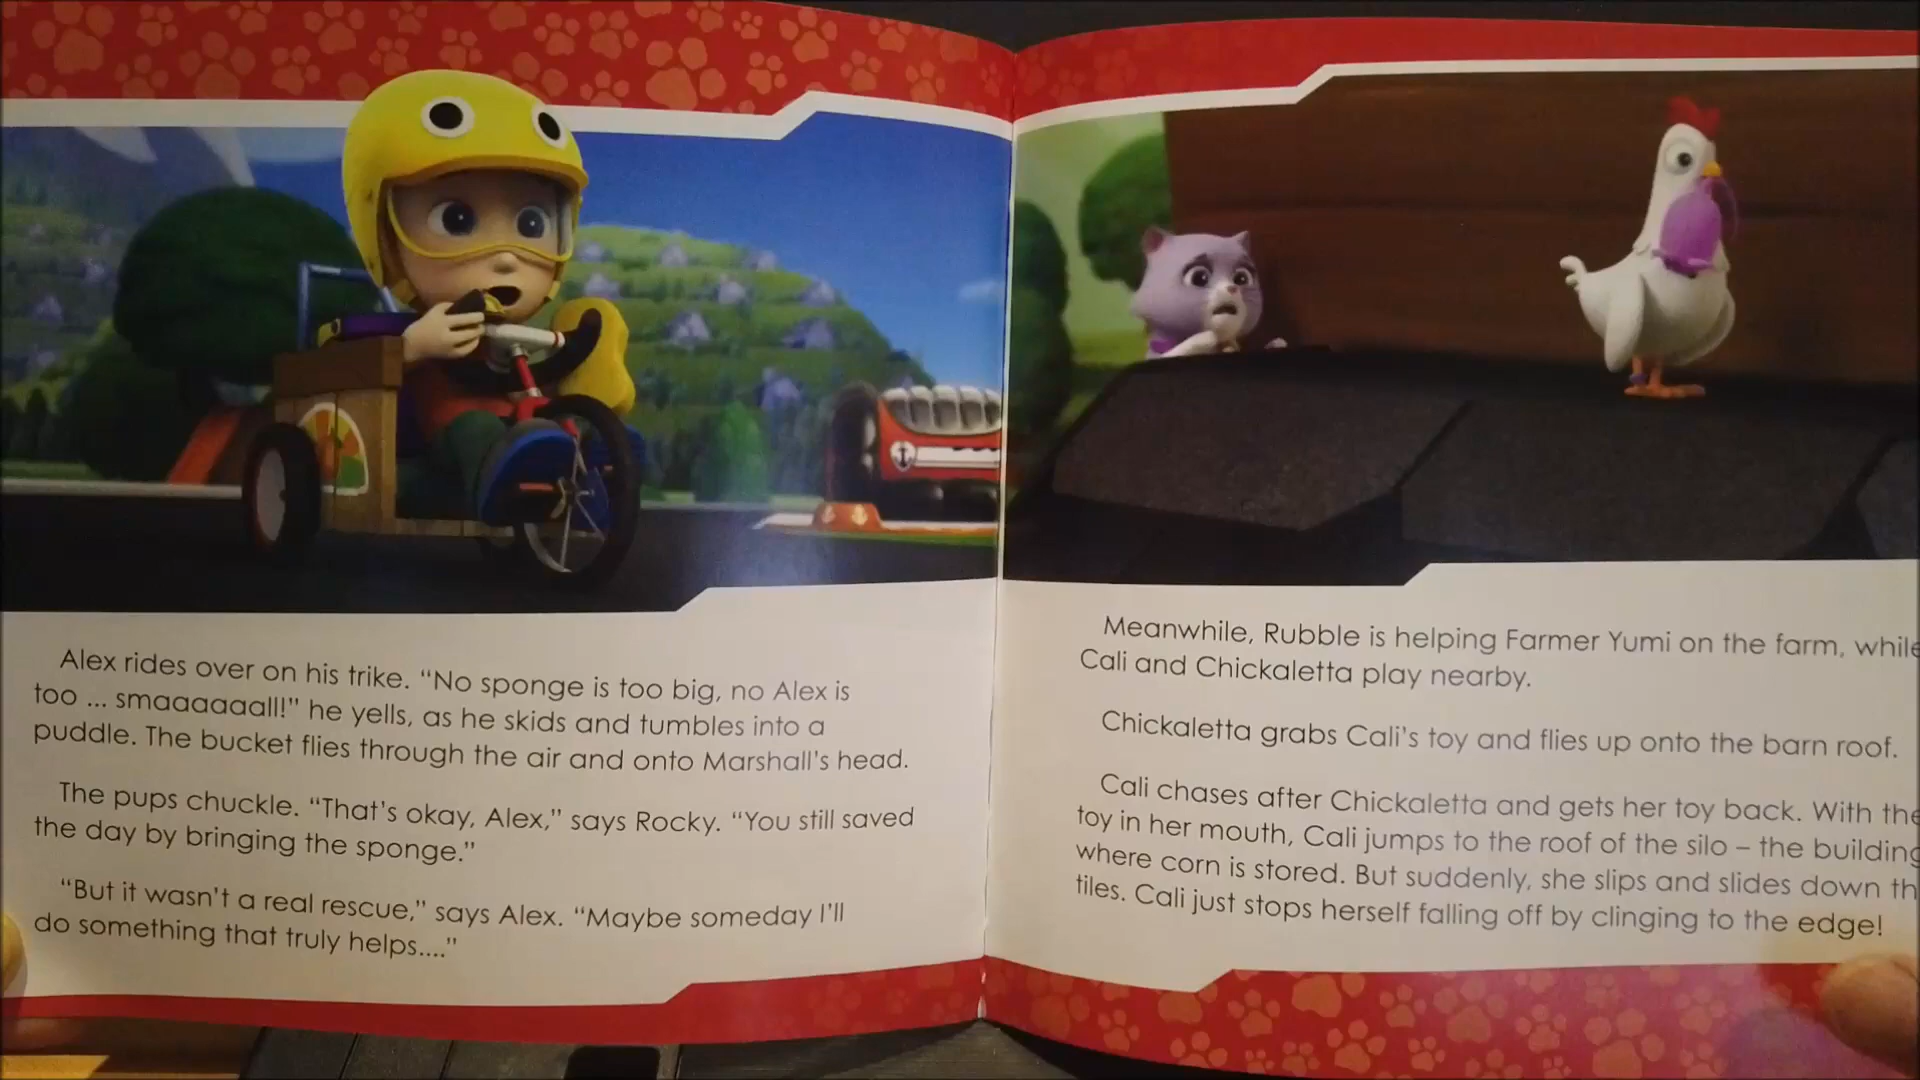 Alex rides over on his trike. “No sponge is too big, no Alex is
too ... smaaaaaall!” he yells, as he skids and tumbles into a
puddle. The bucket flies through the air and onto Marshall’s head.
The pups chuckle. “That’s okay, Alex,” says Rocky. “You still saved
the day by bringing the sponge.”
“But it wasn’t a real rescue,” says Alex. “Maybe someday I’ll
do something that truly helps....”
Meanwhile, Rubble is helping Farmer Yumi on the farm, while
Cali and Chickaletta play nearby.
Chickaletta grabs Cali’s toy and flies up onto the barn roof.
Cali chases after Chickaletta and gets her toy back. With the
toy in her mouth, Cali jumps to the roof of the silo – the building
where corn is stored. But suddenly, she slips and slides down th
tiles. Cali just stops herself falling off by clinging to the edge!